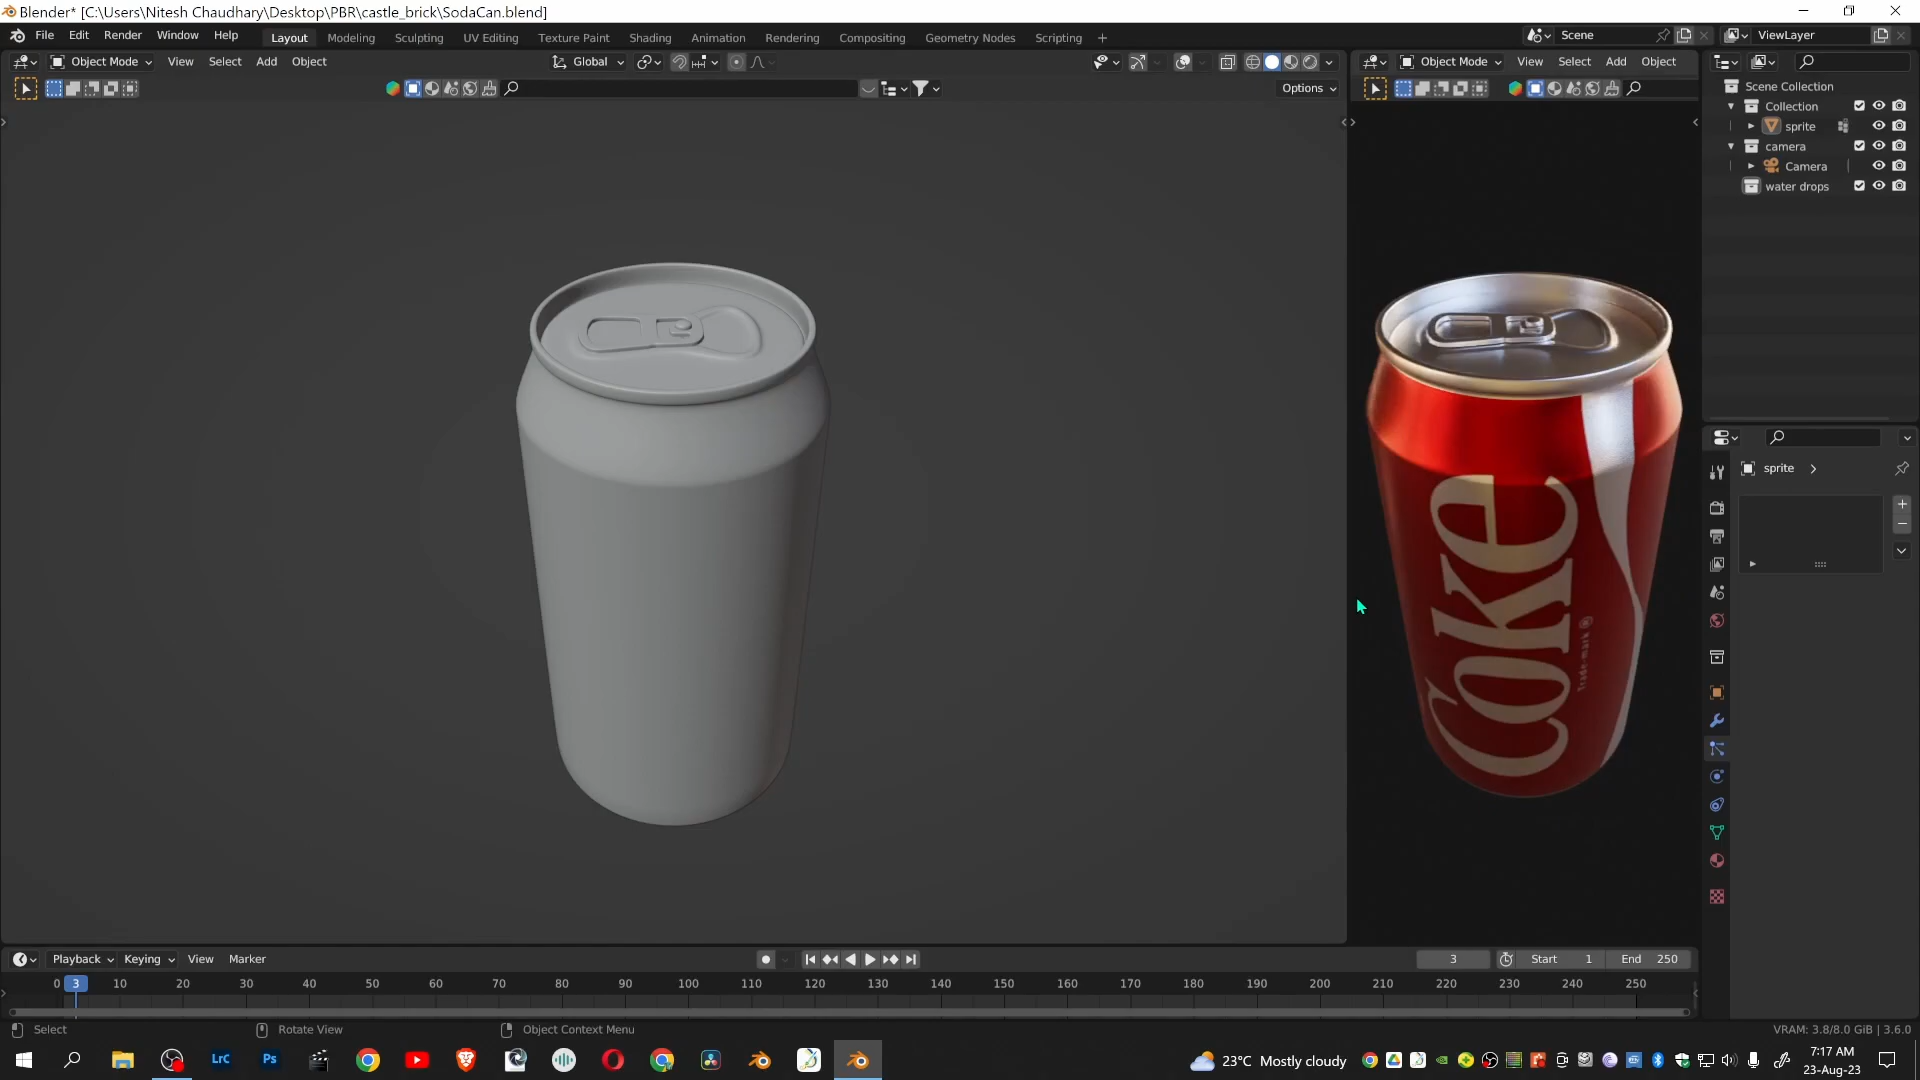 Blender* [C:\Users\Nitesh Chaudhary\Desktop\PBR\castle_brick\SodaCan.blend]
File Edit Render Window Help Layout Modeling Sculpting UV Editing Texture Paint Shading Animation Rendering Compositing Geometry Nodes Scripting + Scene ViewLayer
Object Mode View Select Add Object Global Object Mode View Select Add Object
Options
Scene Collection
Collection
sprite
camera
Camera
water drops
sprite
Coke
Trade-mark ®
Playback Keying View Marker 3 Start 1 End 250
0 3 10 20 30 40 50 60 70 80 90 100 110 120 130 140 150 160 170 180 190 200 210 220 230 240 250
Select Rotate View Object Context Menu VRAM: 3.8/8.0 GiB | 3.6.0
LrC Ps 23°C Mostly cloudy 7:17 AM
23-Aug-23